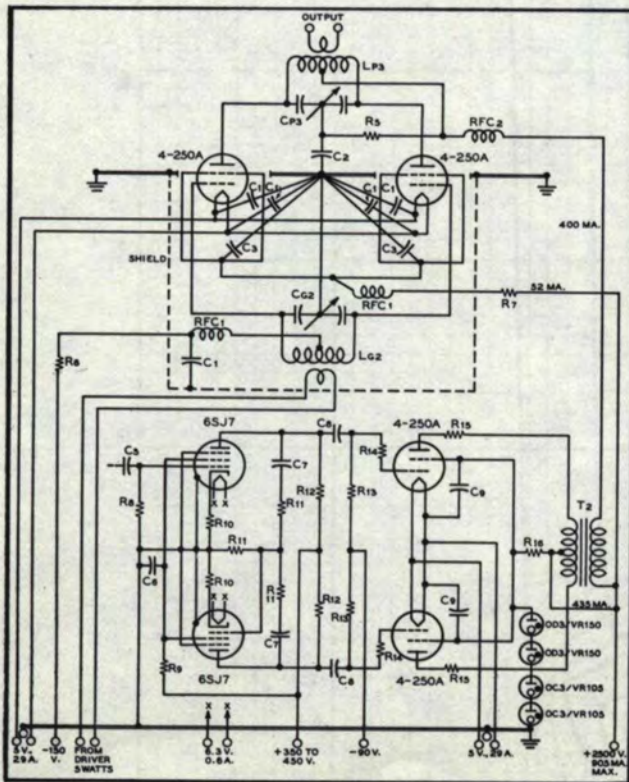 OUTPUT
LP3
CP3
R5
RFC2
4-250A
C2
4-250A
C1
C1
C1
C1
400 MA.
C3
C3
SHIELD
CG2
RFC1
52 MA.
R7
RFC1
LG2
R6
C1
6SJ7
C8
4-250A
R15
C5
R14
C7
C9
R8
X X
R10
R12
R13
T2
R11
R11
R16
C6
R10
R11
R12
R13
435 MA.
X X
C9
OD3/VR150
C7
R9
R14
OD3/VR150
6SJ7
C8
4-250A
R15
OC3/VR105
X X
OC3/VR105
5 V., 29 A.
-150 V.
FROM DRIVER 5 WATTS
6.3 V. 0.6 A.
+350 TO 450 V.
-90 V.
5 V., 29 A.
+2500 V. 905 MA. MAX.